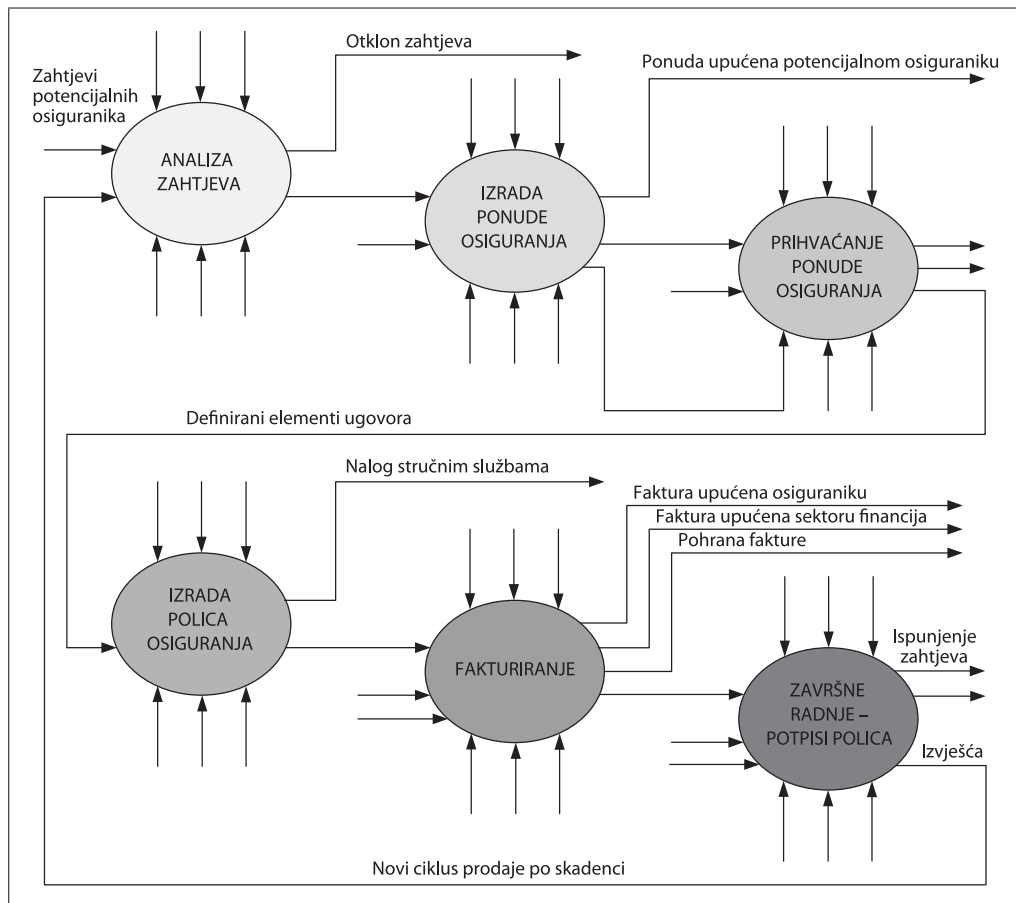 Otklon zahtjeva
Ponuda upućena potencijalnom osiguraniku
Zahtjevi
potencijalnih
osiguranika
ANALIZA
ZAHTJEVA
IZRADA
PONUDE
OSIGURANJA
PRIHVAĆANJE
PONUDE
OSIGURANJA
Definirani elementi ugovora
Nalog stručnim službama
Faktura upućena osiguraniku
Faktura upućena sektoru financija
Pohrana fakture
IZRADA
POLICA
OSIGURANJA
FAKTURIRANJE
Ispunjenje
zahtjeva
ZAVRŠNE
RADNJE –
POTPISI POLICA
Izvješća
Novi ciklus prodaje po skadenci